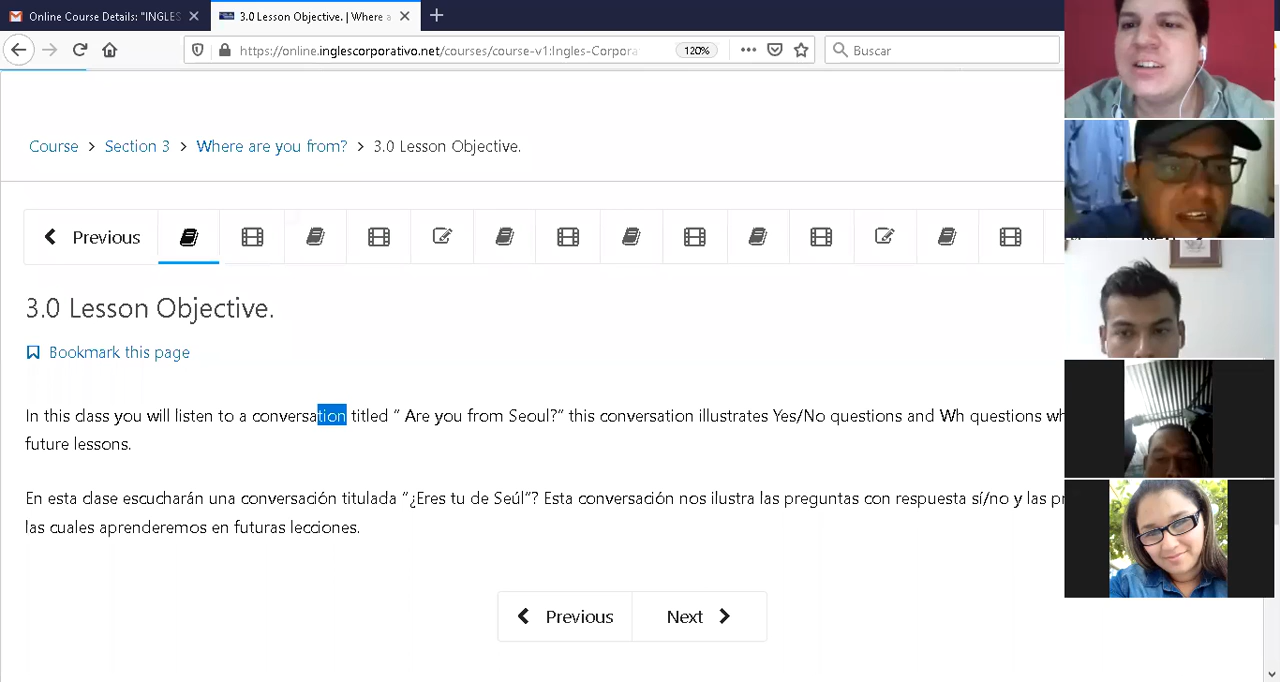 Online Course Details: "INGLES
3.0 Lesson Objective. | Where a
https://online.inglescorporativo.net/courses/course-v1:Ingles-Corpora
120%
Buscar
Course > Section 3 > Where are you from? > 3.0 Lesson Objective.
Previous
3.0 Lesson Objective.
Bookmark this page
In this class you will listen to a conversation titled “ Are you from Seoul?” this conversation illustrates Yes/No questions and Wh questions wh
future lessons.
En esta clase escucharán una conversación titulada “¿Eres tu de Seúl”? Esta conversación nos ilustra las preguntas con respuesta sí/no y las pr
las cuales aprenderemos en futuras lecciones.
Previous
Next